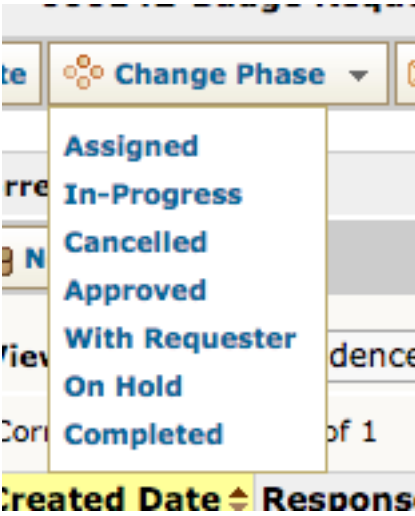 Change Phase
Assigned
In-Progress
Cancelled
Approved
With Requester
On Hold
Completed
of 1
Created Date